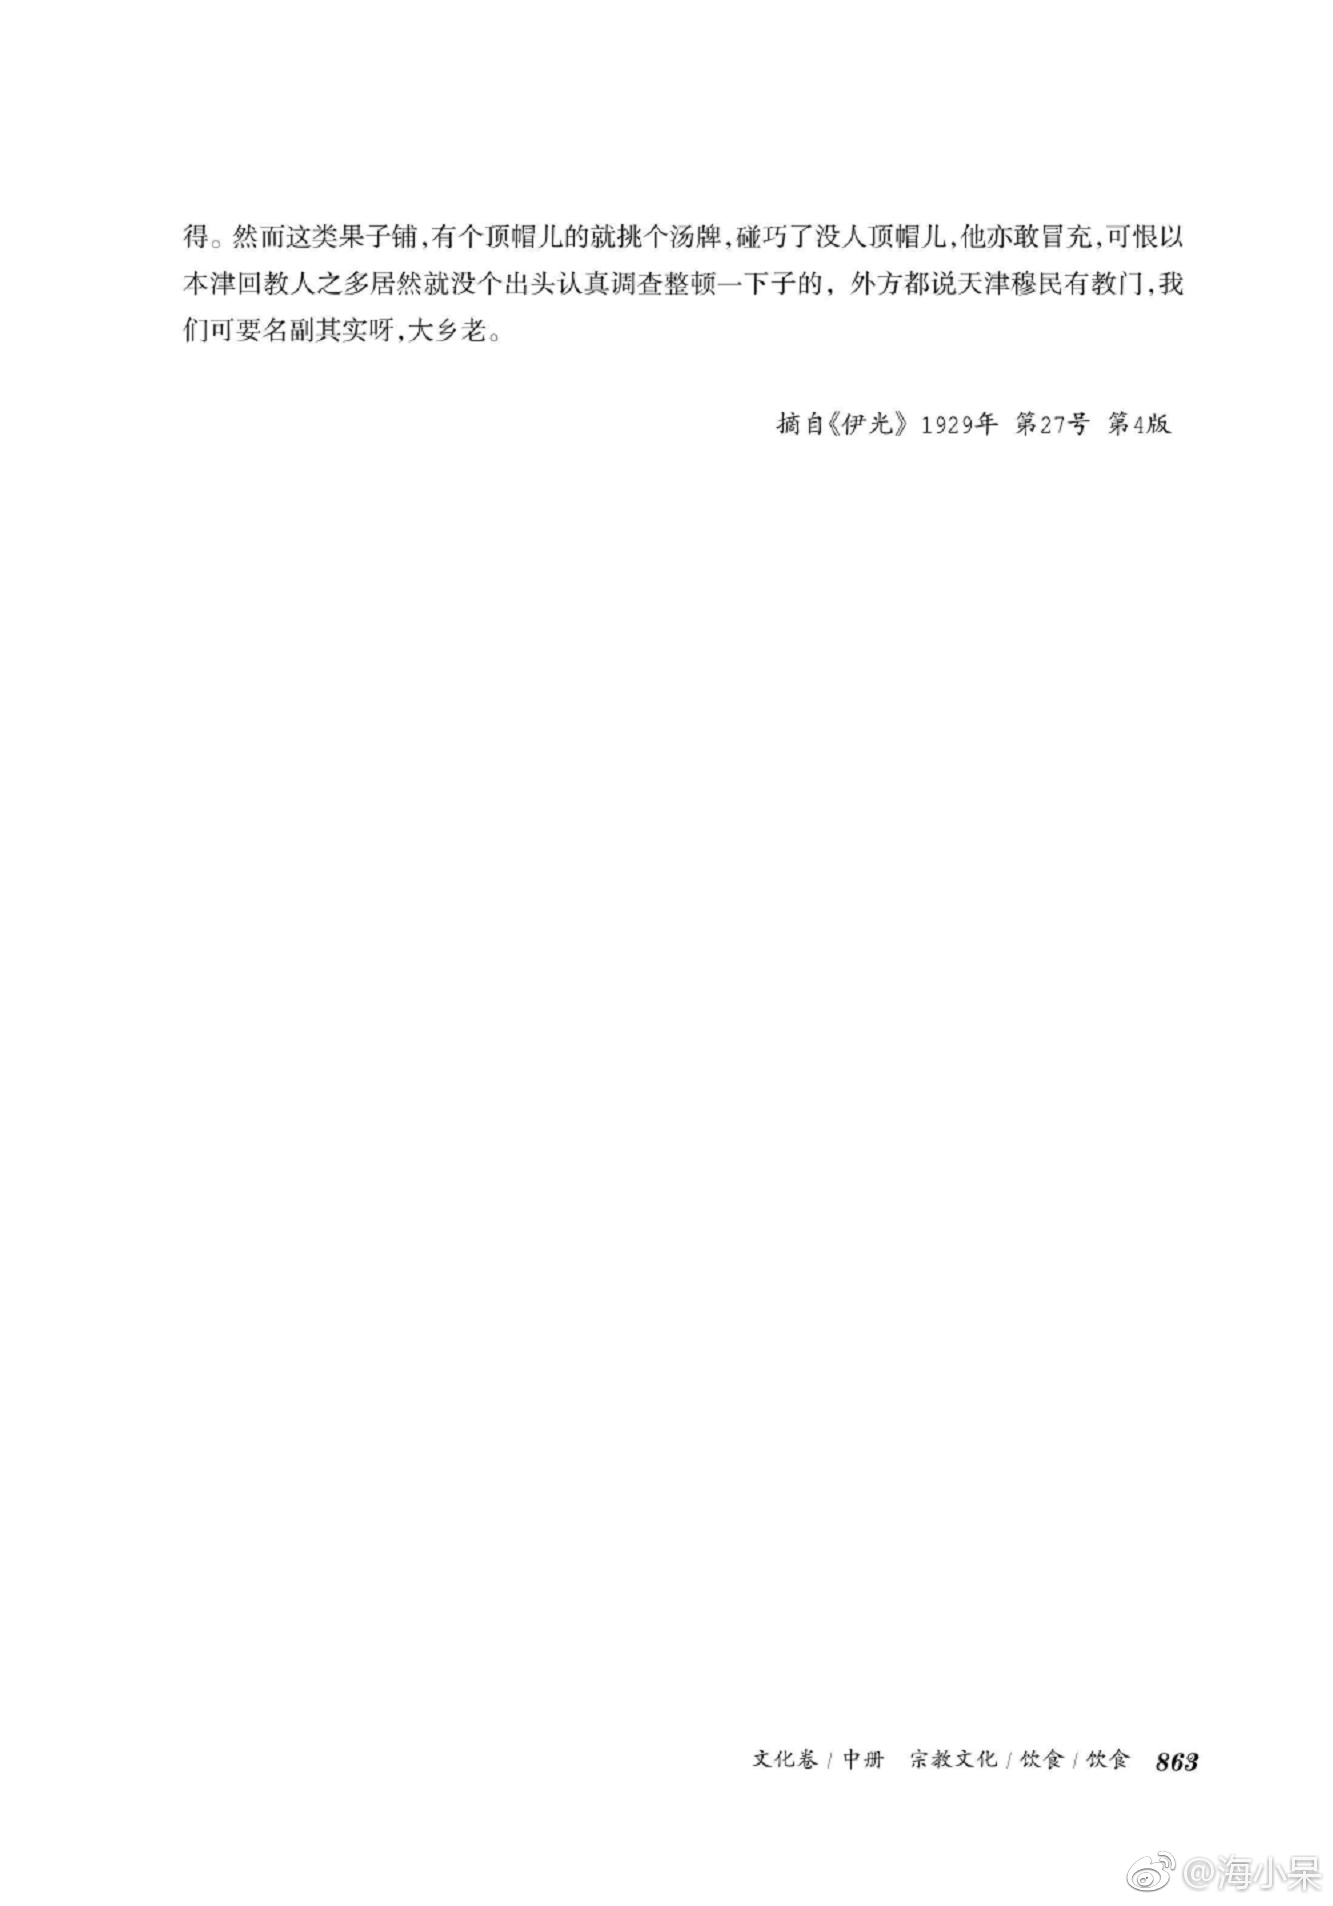 得。然而这类果子铺,有个顶帽儿的就挑个汤牌,碰巧了没人顶帽儿,他亦敢冒充,可恨以
本津回教人之多居然就没个出头认真调查整顿一下子的, 外方都说天津穆民有教门,我
们可要名副其实呀,大乡老。
摘自《伊光》1929年 第27号 第4版
文化卷/中册 宗教文化/饮食/饮食 863
@海小呆